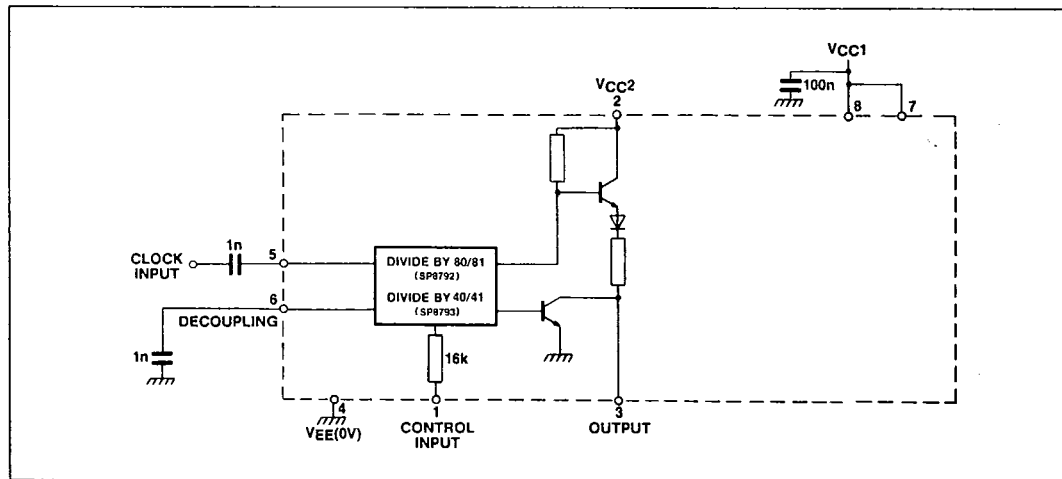 VCC1
100n
8
7
VCC2
2
1n
5
CLOCK
INPUT
DIVIDE BY 80/81
(SP8792)
6
DIVIDE BY 40/41
(SP8793)
DECOUPLING
1n
16k
4
VEE(0V)
1
CONTROL
INPUT
3
OUTPUT